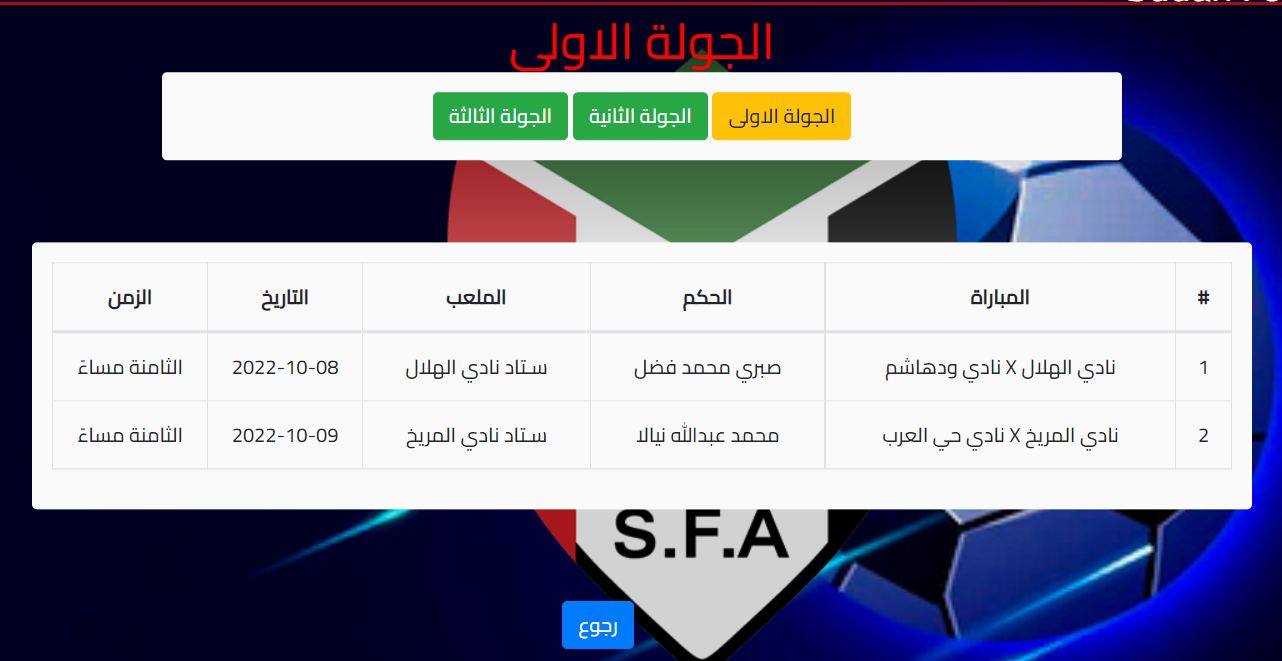 الجولة الاولى
الجولة الاولى الجولة الثانية الجولة الثالثة
# المباراة الحكم الملعب التاريخ الزمن
1 نادي الهلال X نادي ودهاشم صبري محمد فضل ستاد نادي الهلال 2022-10-08 الثامنة مساءً
2 نادي المريخ X نادي حي العرب محمد عبدالله نيالا ستاد نادي المريخ 2022-10-09 الثامنة مساءً
S.F.A
رجوع